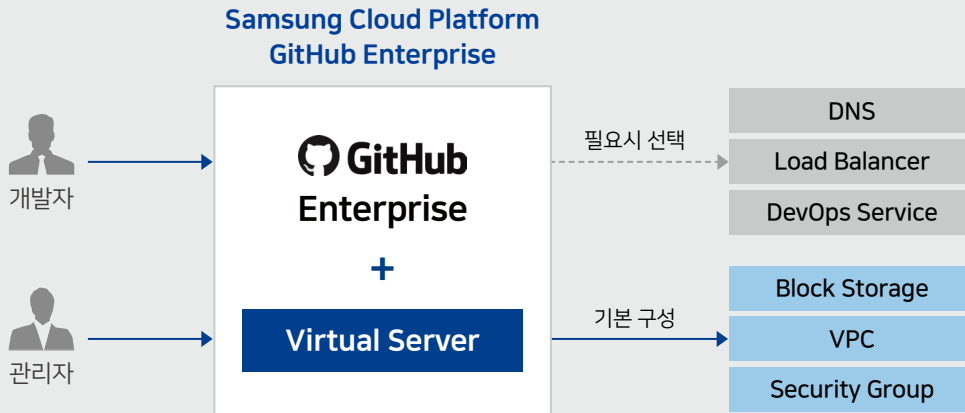 Samsung Cloud Platform
GitHub Enterprise
개발자
관리자
GitHub
Enterprise
+
Virtual Server
필요시 선택
기본 구성
DNS
Load Balancer
DevOps Service
Block Storage
VPC
Security Group